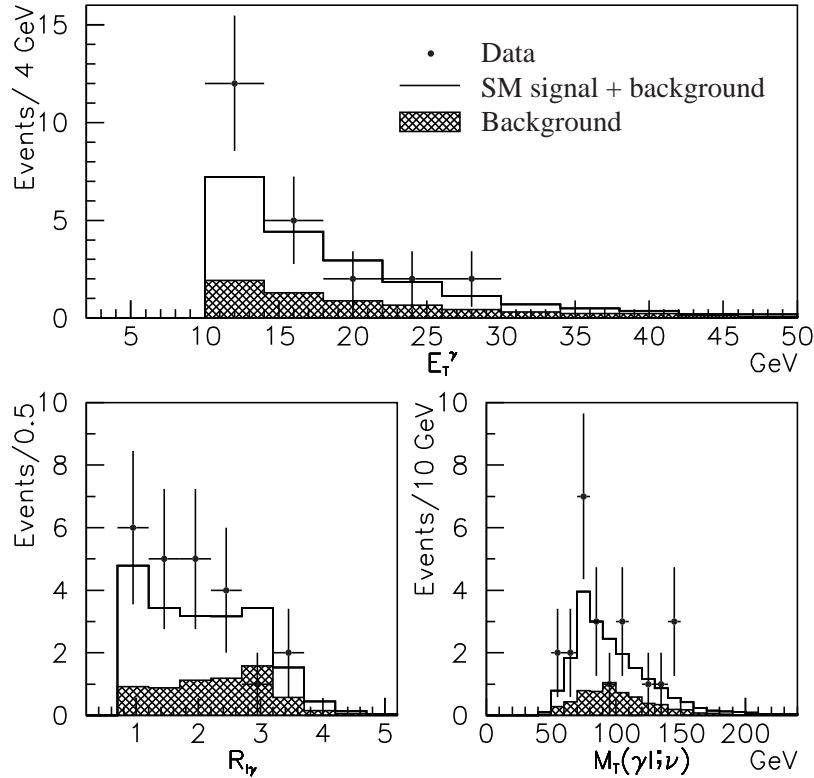 Events/ 4 GeV
15
10
5
0
Data
SM signal + background
Background
5 10 15 20 25 30 35 40 45 50
E_T^γ
GeV
Events/0.5
10
8
6
4
2
0
1 2 3 4 5
R_lγ
Events/10 GeV
10
8
6
4
2
0
0 50 100 150 200
M_T(γl;ν)
GeV